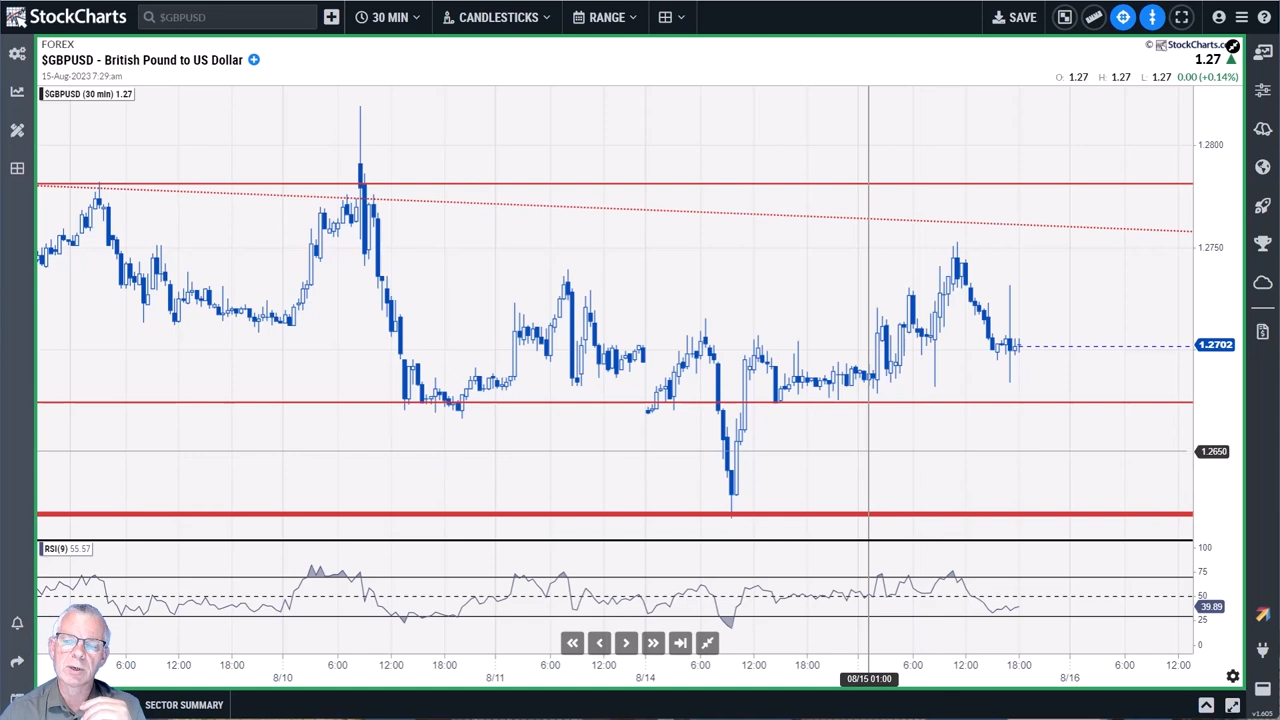 StockCharts
$GBPUSD
30 MIN
CANDLESTICKS
RANGE
SAVE
FOREX
© StockCharts.c
$GBPUSD - British Pound to US Dollar
1.27
15-Aug-2023 7:29am
O: 1.27 H: 1.27 L: 1.27 0.00 (+0.14%)
$GBPUSD (30 min) 1.27
1.2800
1.2750
1.2702
1.2650
RSI(9) 55.57
100
75
50
39.89
25
0
6:00 12:00 18:00 6:00 12:00 18:00 6:00 12:00 6:00 12:00 18:00 6:00 12:00 18:00 6:00 12:00
8/10 8/11 8/14 08/15 01:00 8/16
SECTOR SUMMARY
v1.605